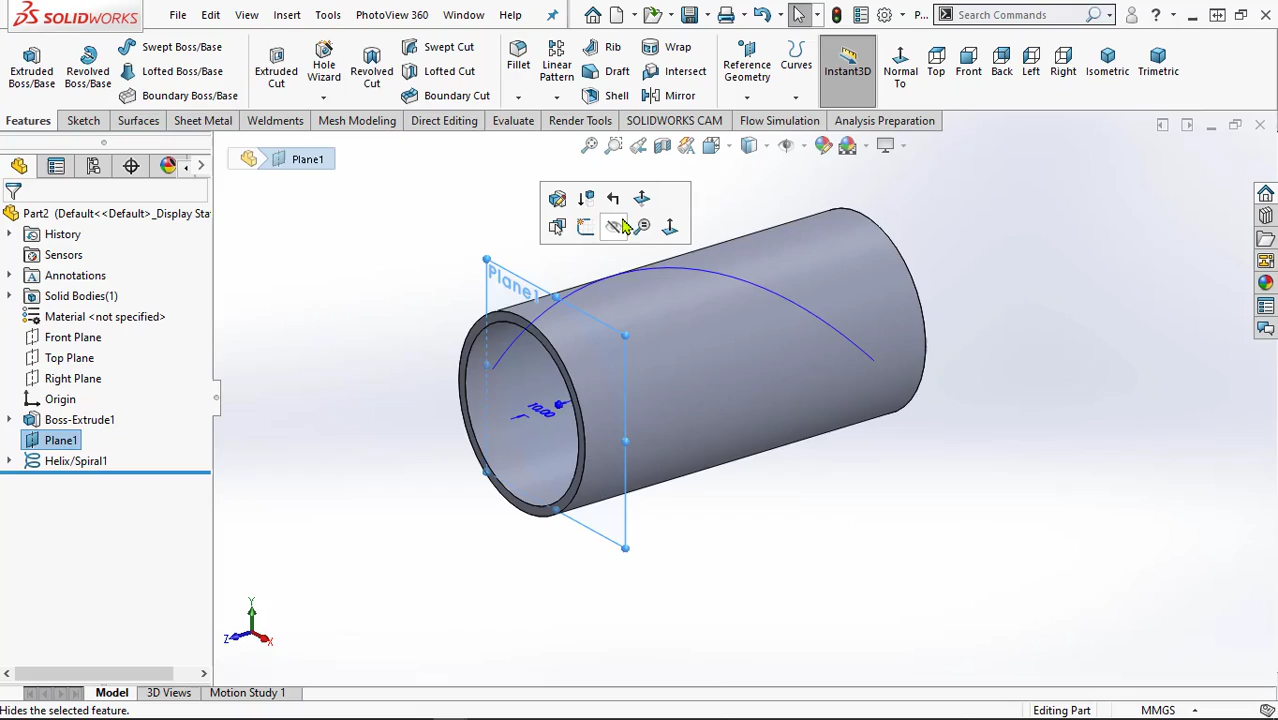 SOLIDWORKS File Edit View Insert Tools PhotoView 360 Window Help P... Search Commands ?
Extruded Boss/Base Revolved Boss/Base Swept Boss/Base Lofted Boss/Base Boundary Boss/Base Extruded Cut Hole Wizard Revolved Cut Swept Cut Lofted Cut Boundary Cut Fillet Linear Pattern Rib Draft Shell Wrap Intersect Mirror Reference Geometry Curves Instant3D Normal To Top Front Back Left Right Isometric Trimetric
Features Sketch Surfaces Sheet Metal Weldments Mesh Modeling Direct Editing Evaluate Render Tools SOLIDWORKS CAM Flow Simulation Analysis Preparation
Plane1
Part2 (Default<<Default>_Display Sta
History
Sensors
Annotations
Solid Bodies(1)
Material <not specified>
Front Plane
Top Plane
Right Plane
Origin
Boss-Extrude1
Plane1
Helix/Spiral1
Plane1
10.00
Y
Z X
Model 3D Views Motion Study 1
Hides the selected feature. Editing Part MMGS